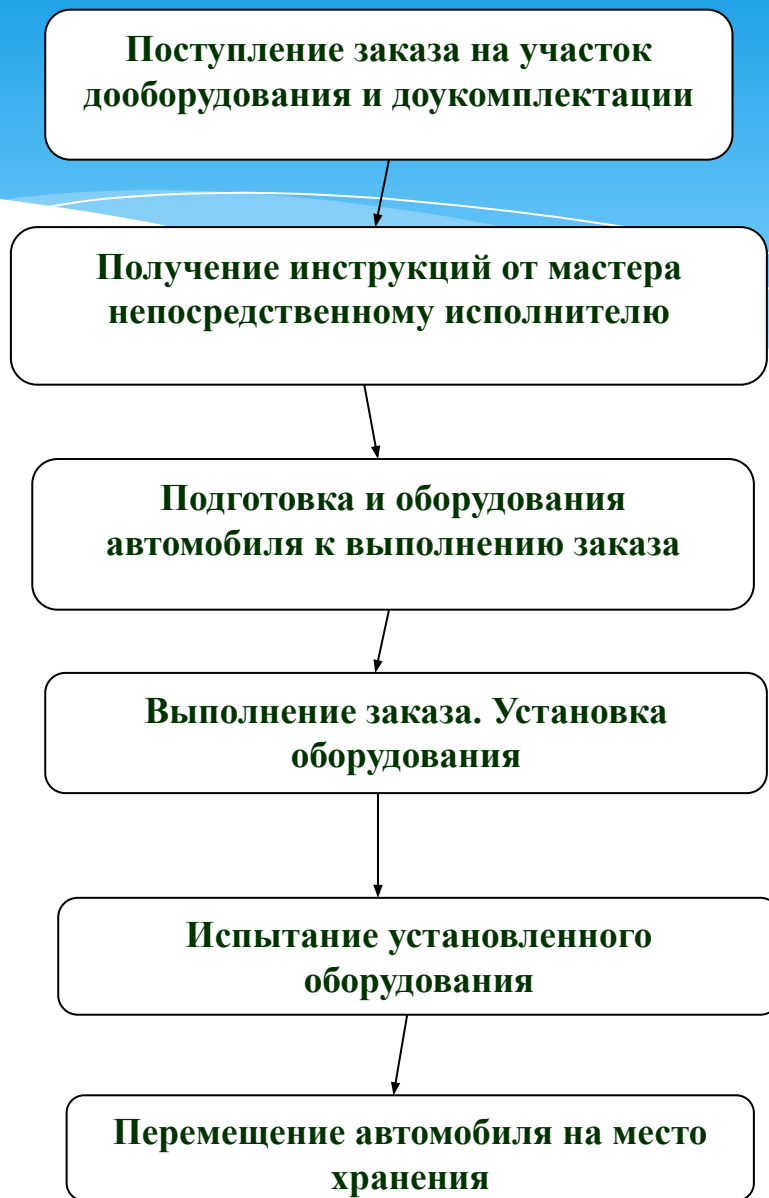 Поступление заказа на участок
дооборудования и доукомплектации
Получение инструкций от мастера
непосредственному исполнителю
Подготовка и оборудования
автомобиля к выполнению заказа
Выполнение заказа. Установка
оборудования
Испытание установленного
оборудования
Перемещение автомобиля на место
хранения